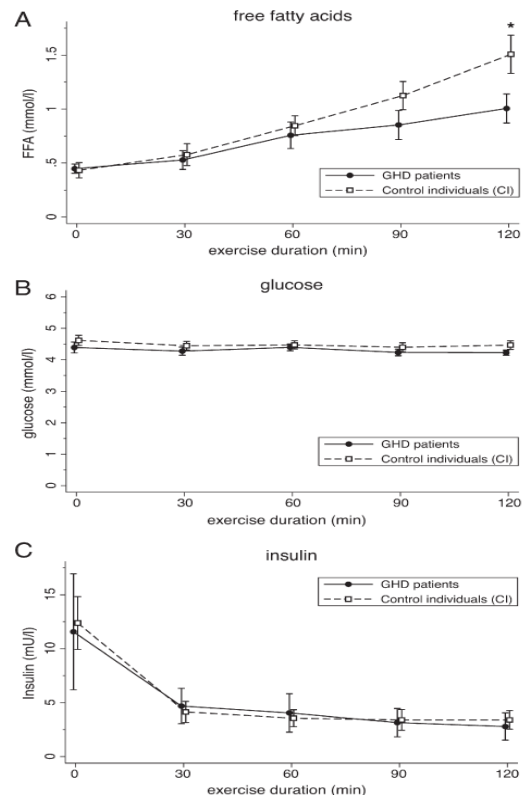 A
free fatty acids
*
1.5
1
.5
0
FFA (mmol/l)
GHD patients
Control individuals (CI)
0 30 60 90 120
exercise duration (min)
B
glucose
6
5
4
3
2
1
0
glucose (mmol/l)
GHD patients
Control individuals (CI)
0 30 60 90 120
exercise duration (min)
C
insulin
GHD patients
Control individuals (CI)
15
10
5
0
Insulin (mU/l)
0 30 60 90 120
exercise duration (min)